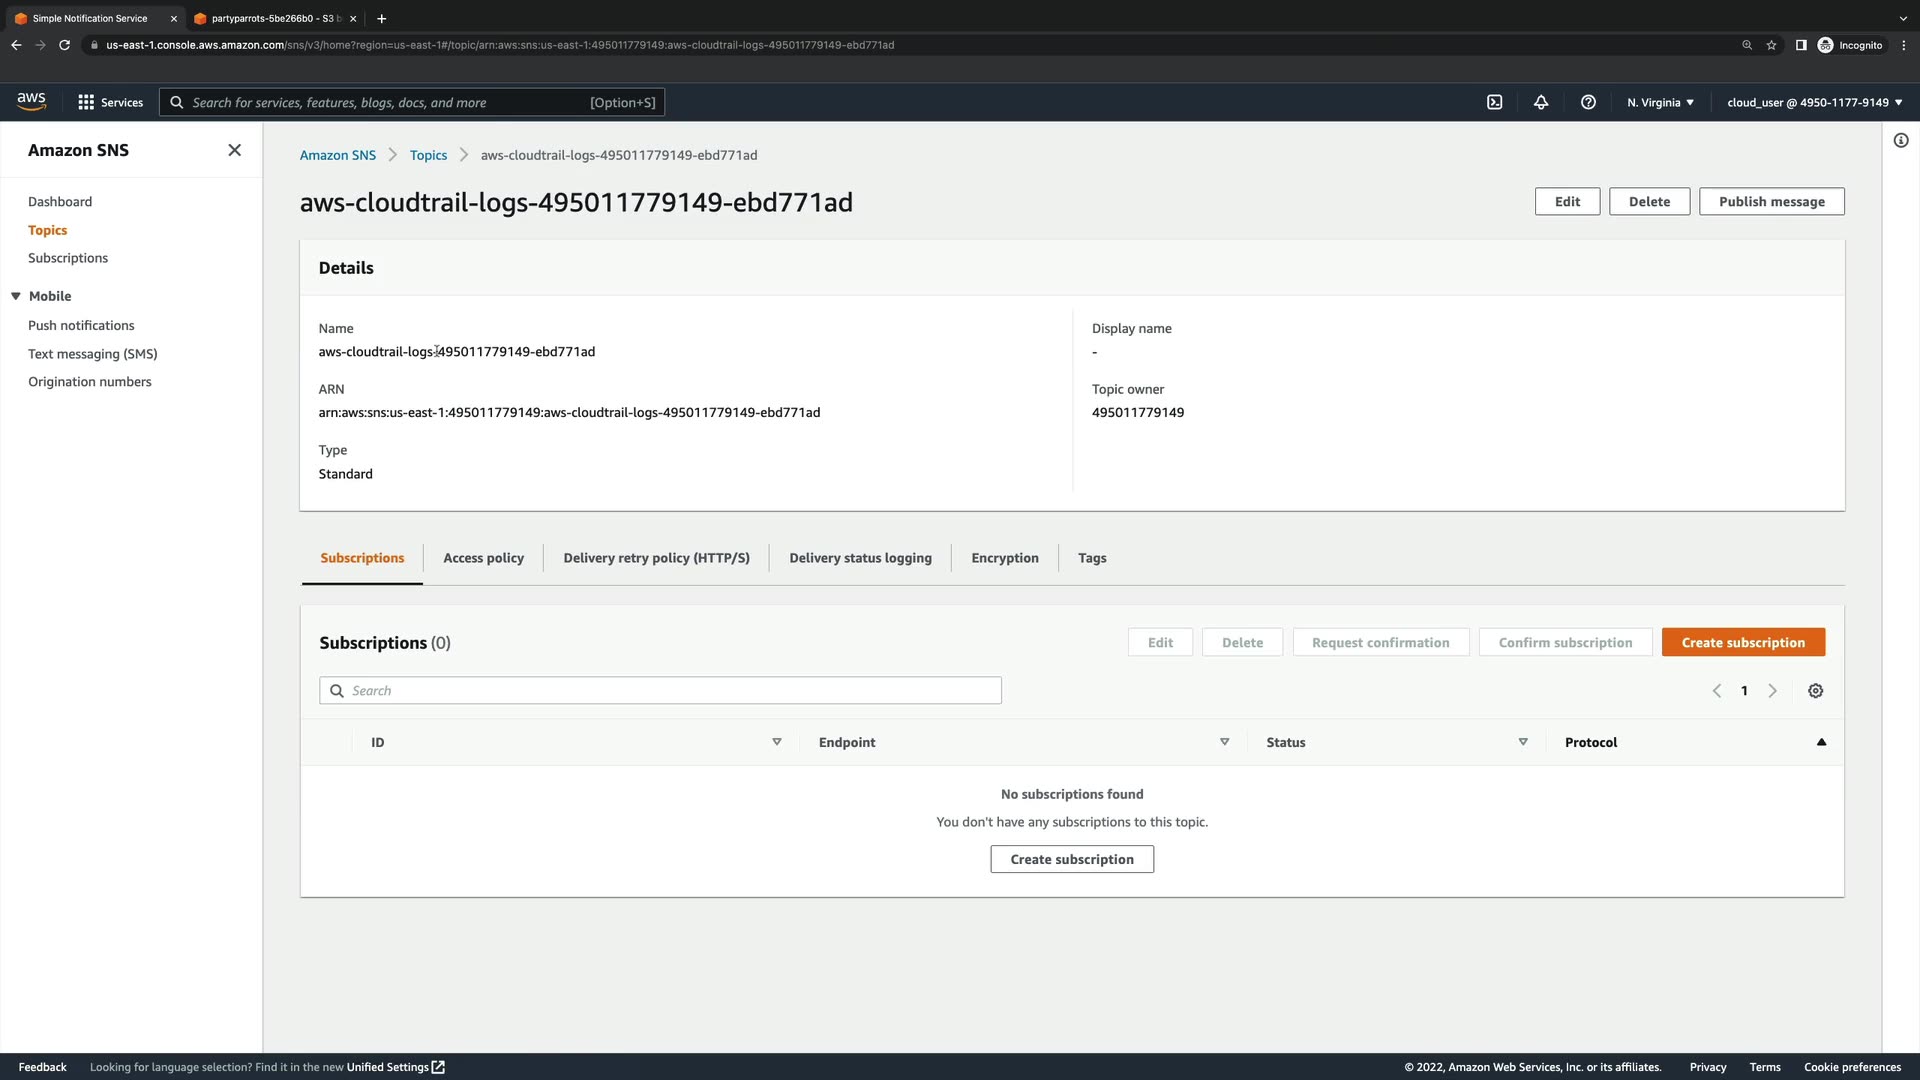 Simple Notification Service
partyparrots-5be266b0 - S3 b
us-east-1.console.aws.amazon.com/sns/v3/home?region=us-east-1#/topic/arn:aws:sns:us-east-1:495011779149:aws-cloudtrail-logs-495011779149-ebd771ad
Incognito
aws
Services
Search for services, features, blogs, docs, and more
[Option+S]
N. Virginia
cloud_user @ 4950-1177-9149
Amazon SNS
Dashboard
Topics
Subscriptions
Mobile
Push notifications
Text messaging (SMS)
Origination numbers
Amazon SNS
Topics
aws-cloudtrail-logs-495011779149-ebd771ad
aws-cloudtrail-logs-495011779149-ebd771ad
Edit
Delete
Publish message
Details
Name
aws-cloudtrail-logs-495011779149-ebd771ad
ARN
arn:aws:sns:us-east-1:495011779149:aws-cloudtrail-logs-495011779149-ebd771ad
Type
Standard
Display name
-
Topic owner
495011779149
Subscriptions
Access policy
Delivery retry policy (HTTP/S)
Delivery status logging
Encryption
Tags
Subscriptions (0)
Edit
Delete
Request confirmation
Confirm subscription
Create subscription
Search
1
ID
Endpoint
Status
Protocol
No subscriptions found
You don't have any subscriptions to this topic.
Create subscription
Feedback
Looking for language selection? Find it in the new Unified Settings
© 2022, Amazon Web Services, Inc. or its affiliates.
Privacy
Terms
Cookie preferences